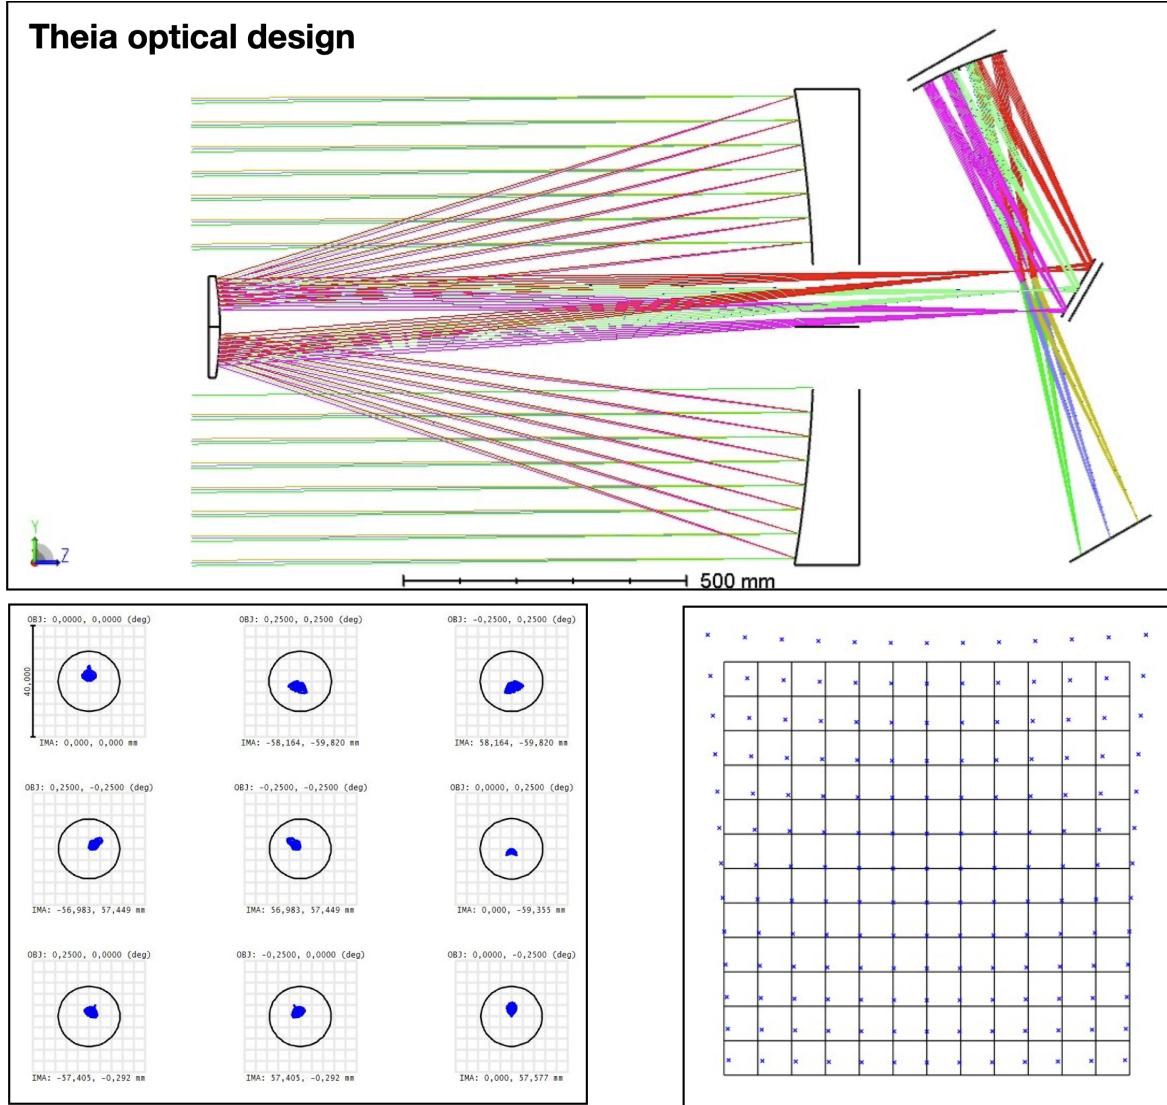 Theia optical design
Y
Z
500 mm
OBJ: 0,0000, 0,0000 (deg)
OBJ: 0,2500, 0,2500 (deg)
OBJ: -0,2500, 0,2500 (deg)
40,000
IMA: 0,000, 0,000 mm
IMA: -58,164, -59,820 mm
IMA: 58,164, -59,820 mm
OBJ: 0,2500, -0,2500 (deg)
OBJ: -0,2500, -0,2500 (deg)
OBJ: 0,0000, 0,2500 (deg)
IMA: -56,983, 57,449 mm
IMA: 56,983, 57,449 mm
IMA: 0,000, -59,355 mm
OBJ: 0,2500, 0,0000 (deg)
OBJ: -0,2500, 0,0000 (deg)
OBJ: 0,0000, -0,2500 (deg)
IMA: -57,405, -0,292 mm
IMA: 57,405, -0,292 mm
IMA: 0,000, 57,577 mm